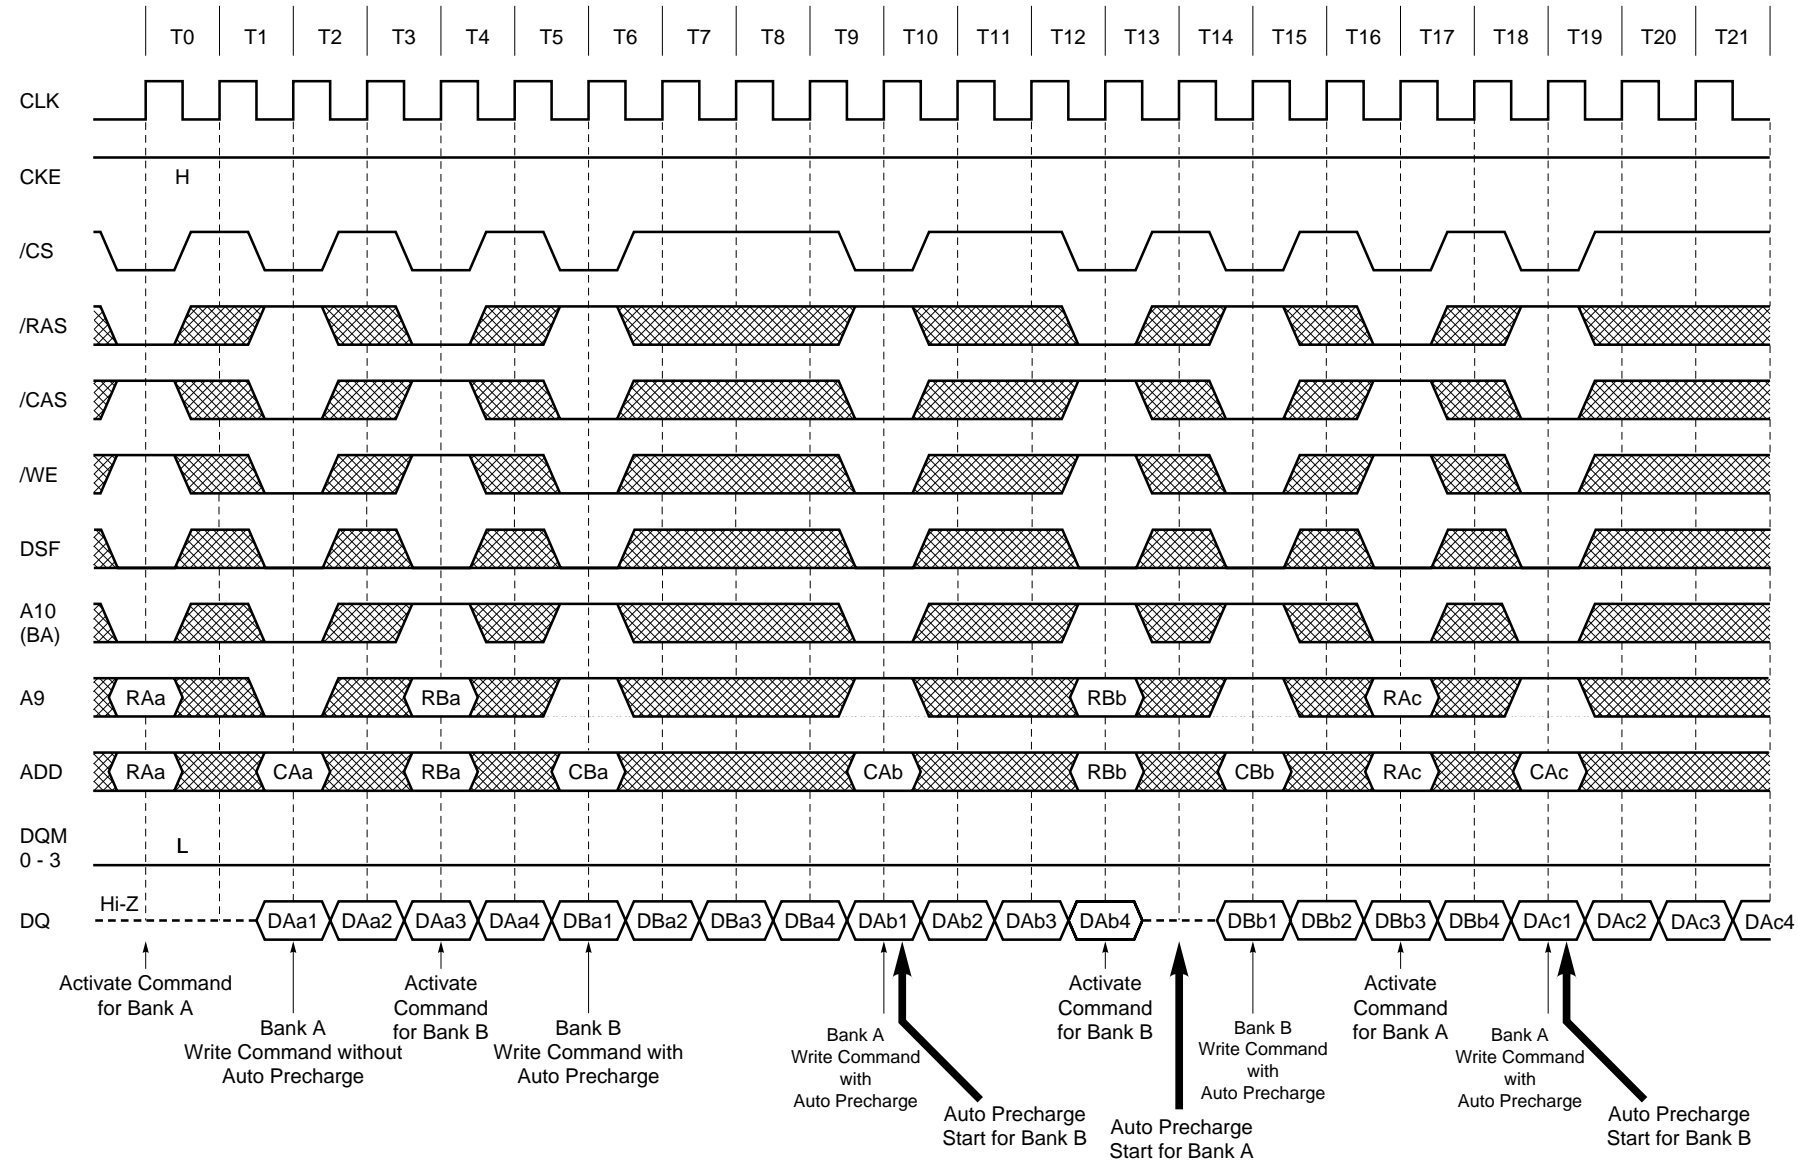 T0 T1 T2 T3 T4 T5 T6 T7 T8 T9 T10 T11 T12 T13 T14 T15 T16 T17 T18 T19 T20 T21
CLK
CKE H
/CS
/RAS
/CAS
/WE
DSF
A10
(BA)
A9 RAa RBa RBb RAc
ADD RAa CAa RBa CBa CAb RBb CBb RAc CAc
DQM
0 - 3
L
Hi-Z
DQ DAa1 DAa2 DAa3 DAa4 DBa1 DBa2 DBa3 DBa4 DAb1 DAb2 DAb3 DAb4 DBb1 DBb2 DBb3 DBb4 DAc1 DAc2 DAc3 DAc4
Activate Command
for Bank A
Bank A
Write Command without
Auto Precharge
Activate
Command
for Bank B
Bank B
Write Command with
Auto Precharge
Bank A
Write Command
with
Auto Precharge
Auto Precharge
Start for Bank B
Activate
Command
for Bank B
Auto Precharge
Start for Bank A
Bank B
Write Command
with
Auto Precharge
Activate
Command
for Bank A
Bank A
Write Command
with
Auto Precharge
Auto Precharge
Start for Bank B